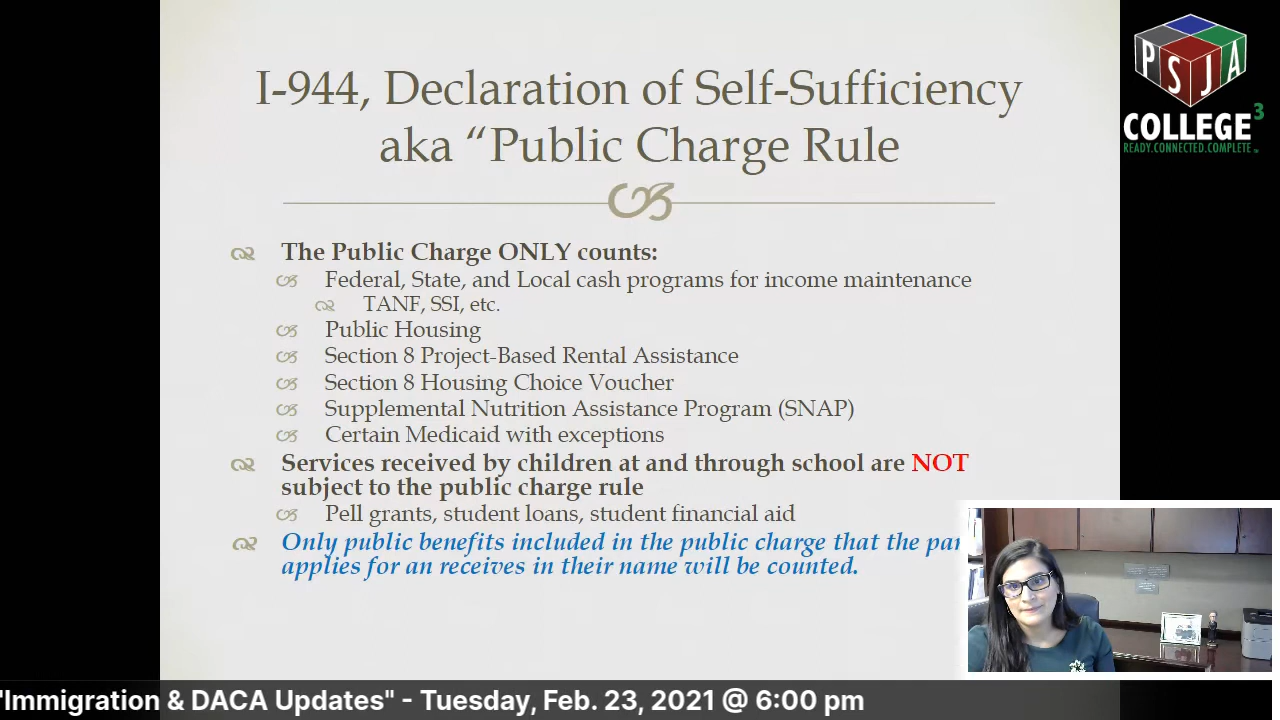 I-944, Declaration of Self-Sufficiency
aka “Public Charge Rule
The Public Charge ONLY counts:
Federal, State, and Local cash programs for income maintenance
TANF, SSI, etc.
Public Housing
Section 8 Project-Based Rental Assistance
Section 8 Housing Choice Voucher
Supplemental Nutrition Assistance Program (SNAP)
Certain Medicaid with exceptions
Services received by children at and through school are NOT
subject to the public charge rule
Pell grants, student loans, student financial aid
Only public benefits included in the public charge that the
applies for an receives in their name will be counted.
PSJA
COLLEGE³
READY.CONNECTED.COMPLETE
"Immigration & DACA Updates" - Tuesday, Feb. 23, 2021 @ 6:00 pm